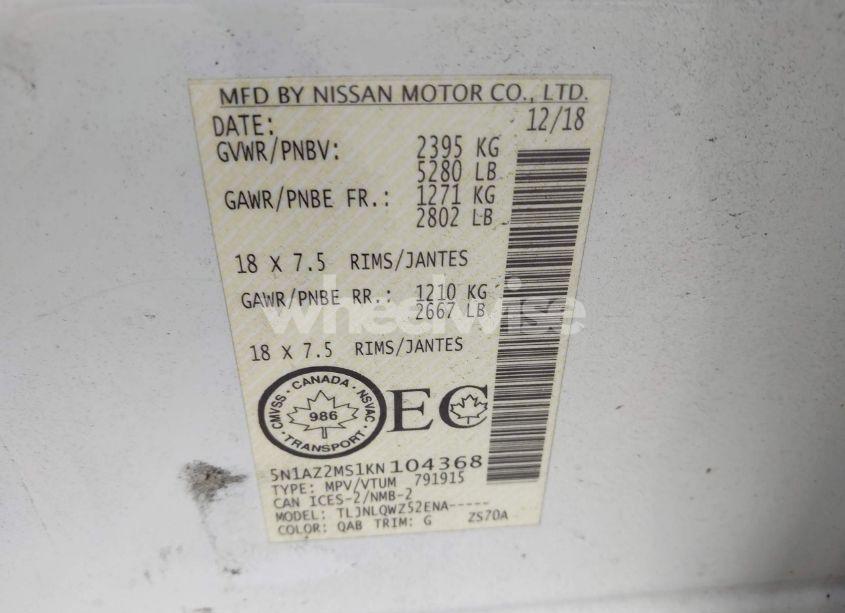 MFD BY NISSAN MOTOR CO., LTD.
DATE: 12/18
GVWR/PNBV: 2395 KG
5280 LB
GAWR/PNBE FR.: 1271 KG
2802 LB
18 X 7.5 RIMS/JANTES
GAWR/PNBE RR.: 1210 KG
2667 LB
wheelwise
18 X 7.5 RIMS/JANTES
CANADA · NSVAC · TRANSPORT · CMVSS ·
986
EC
5N1AZ2MS1KN104368
TYPE: MPV/VTUM 791915
CAN ICES-2/NMB-2
MODEL: TLJNLQWZ52ENA-----
COLOR: QAB TRIM: G ZS70A